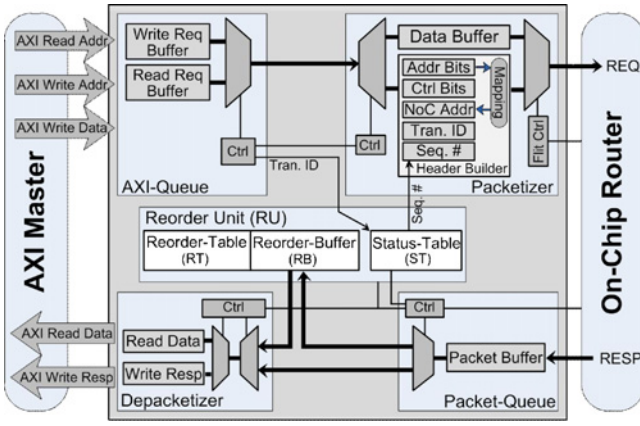 AXI Master
AXI Read Addr
AXI Write Addr
AXI Write Data
AXI Read Data
AXI Write Resp
Write Req
Buffer
Read Req
Buffer
Ctrl
AXI-Queue
Tran. ID
Ctrl
Data Buffer
Addr Bits
Ctrl Bits
NoC Addr
Tran. ID
Seq. #
Mapping
Header Builder
Flit Ctrl
Packetizer
Seq. #
Reorder Unit (RU)
Reorder-Table
(RT)
Reorder-Buffer
(RB)
Status-Table
(ST)
Ctrl
Read Data
Write Resp
Depacketizer
Ctrl
Packet Buffer
Packet-Queue
REQ
RESP
On-Chip Router